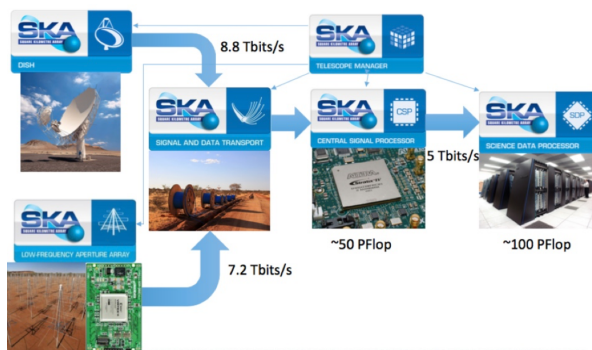 SKA
SQUARE KILOMETRE ARRAY
DISH
8.8 Tbits/s
SKA
SQUARE KILOMETRE ARRAY
TELESCOPE MANAGER
SKA
SQUARE KILOMETRE ARRAY
SIGNAL AND DATA TRANSPORT
SKA
SQUARE KILOMETRE ARRAY
CSP
CENTRAL SIGNAL PROCESSOR
5 Tbits/s
SKA
SQUARE KILOMETRE ARRAY
SDP
SCIENCE DATA PROCESSOR
~50 PFlop
~100 PFlop
SKA
SQUARE KILOMETRE ARRAY
LOW-FREQUENCY APERTURE ARRAY
7.2 Tbits/s